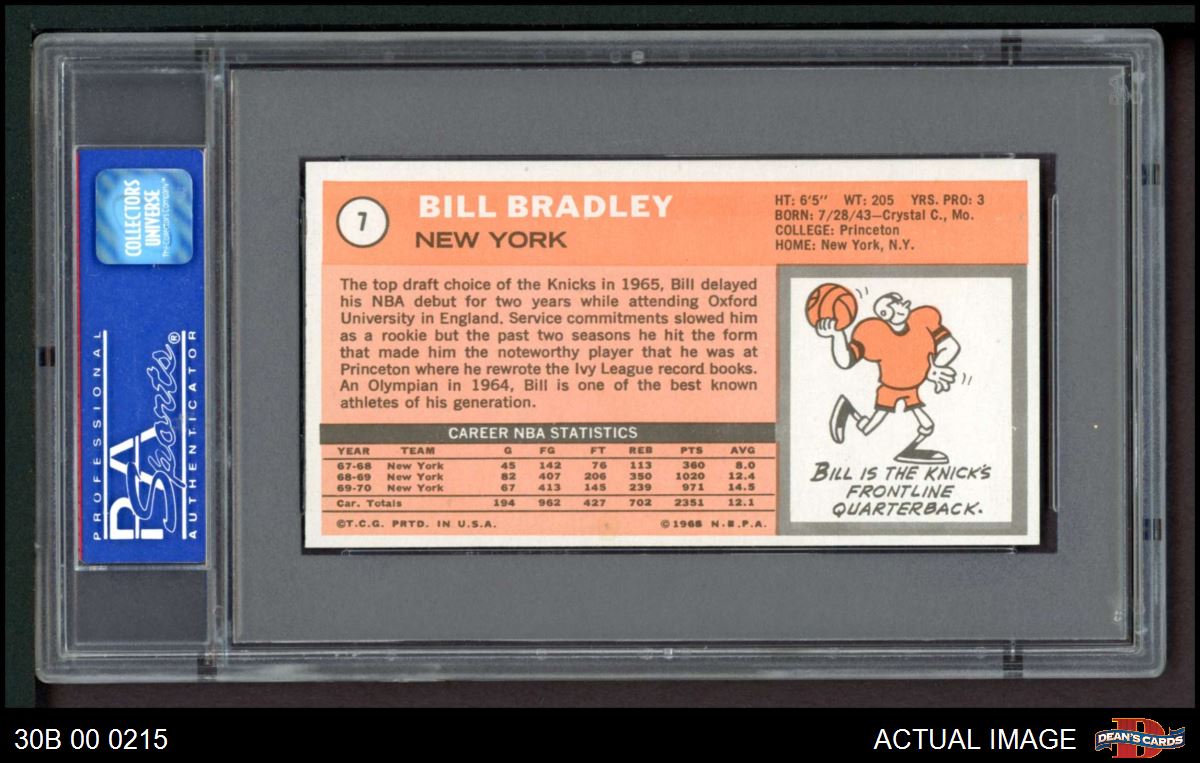 COLLECTORS
UNIVERSE
PROFESSIONAL
PSA
Sports®
AUTHENTICATOR
7
BILL BRADLEY
NEW YORK
HT: 6'5" WT: 205 YRS. PRO: 3
BORN: 7/28/43—Crystal C., Mo.
COLLEGE: Princeton
HOME: New York, N.Y.
The top draft choice of the Knicks in 1965, Bill delayed
his NBA debut for two years while attending Oxford
University in England. Service commitments slowed him
as a rookie but the past two seasons he hit the form
that made him the noteworthy player that he was at
Princeton where he rewrote the Ivy League record books.
An Olympian in 1964, Bill is one of the best known
athletes of his generation.
CAREER NBA STATISTICS
YEAR TEAM G FG FT REB PTS AVG
67-68 New York 45 142 76 113 360 8.0
68-69 New York 82 407 206 350 1020 12.4
69-70 New York 67 413 145 239 971 14.5
Car. Totals 194 962 427 702 2351 12.1
©T.C.G. PRTD. IN U.S.A. ©1968 N.B.P.A.
BILL IS THE KNICK'S
FRONTLINE
QUARTERBACK.
30B 00 0215
ACTUAL IMAGE
DEAN'S CARDS